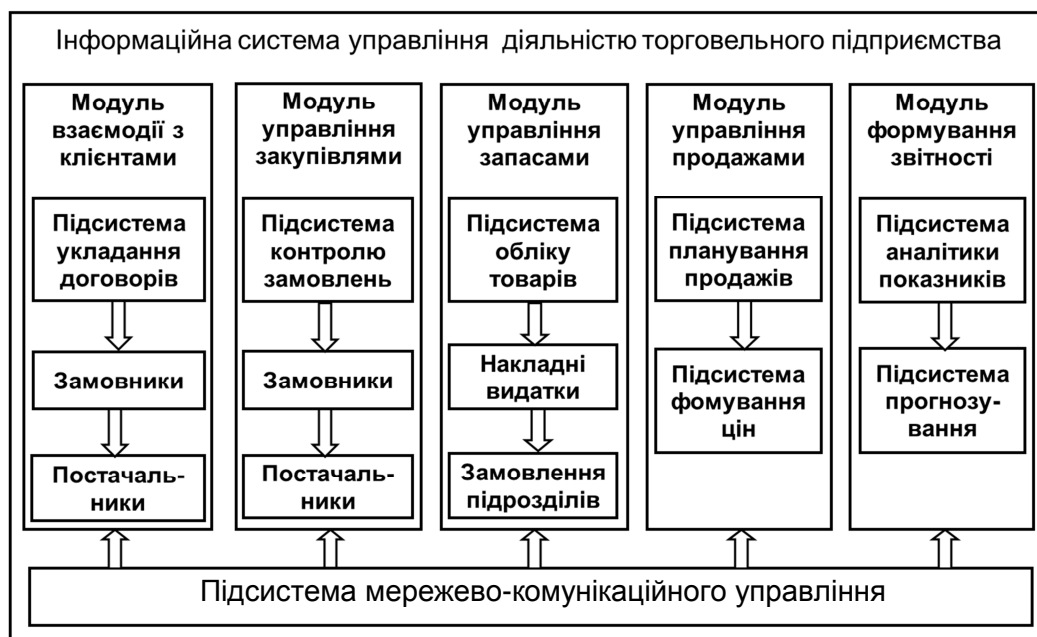 Інформаційна система управління діяльністю торговельного підприємства
Модуль
взаємодії з
клієнтами
Підсистема
укладання
договорів
Замовники
Постачаль-
ники
Модуль
управління
закупівлями
Підсистема
контролю
замовлень
Замовники
Постачаль-
ники
Модуль
управління
запасами
Підсистема
обліку
товарів
Накладні
видатки
Замовлення
підрозділів
Модуль
управління
продажами
Підсистема
планування
продажів
Підсистема
фомування
цін
Модуль
формування
звітності
Підсистема
аналітики
показників
Підсистема
прогнозу-
вання
Підсистема мережево-комунікаційного управління